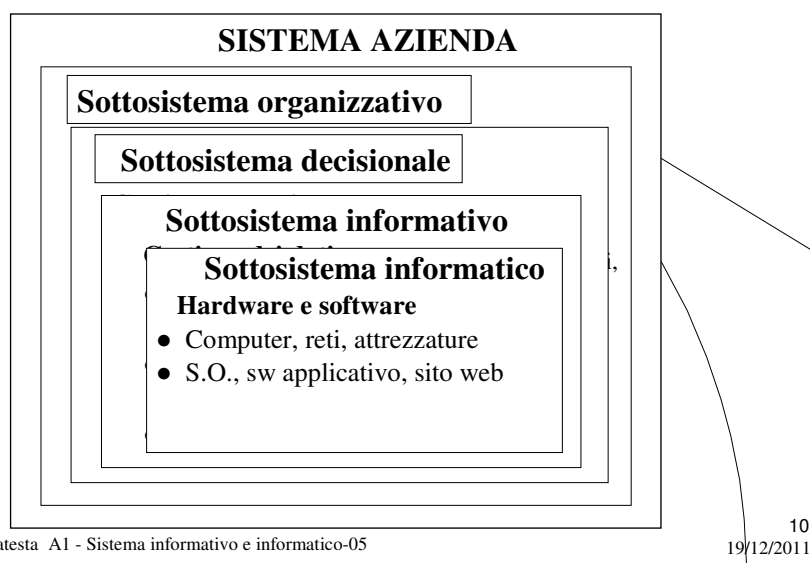 SISTEMA AZIENDA
Sottosistema organizzativo
Sottosistema decisionale
Sottosistema informativo
Sottosistema informatico
Hardware e software
● Computer, reti, attrezzature
● S.O., sw applicativo, sito web
10
A1 - Sistema informativo e informatico-05
19/12/2011